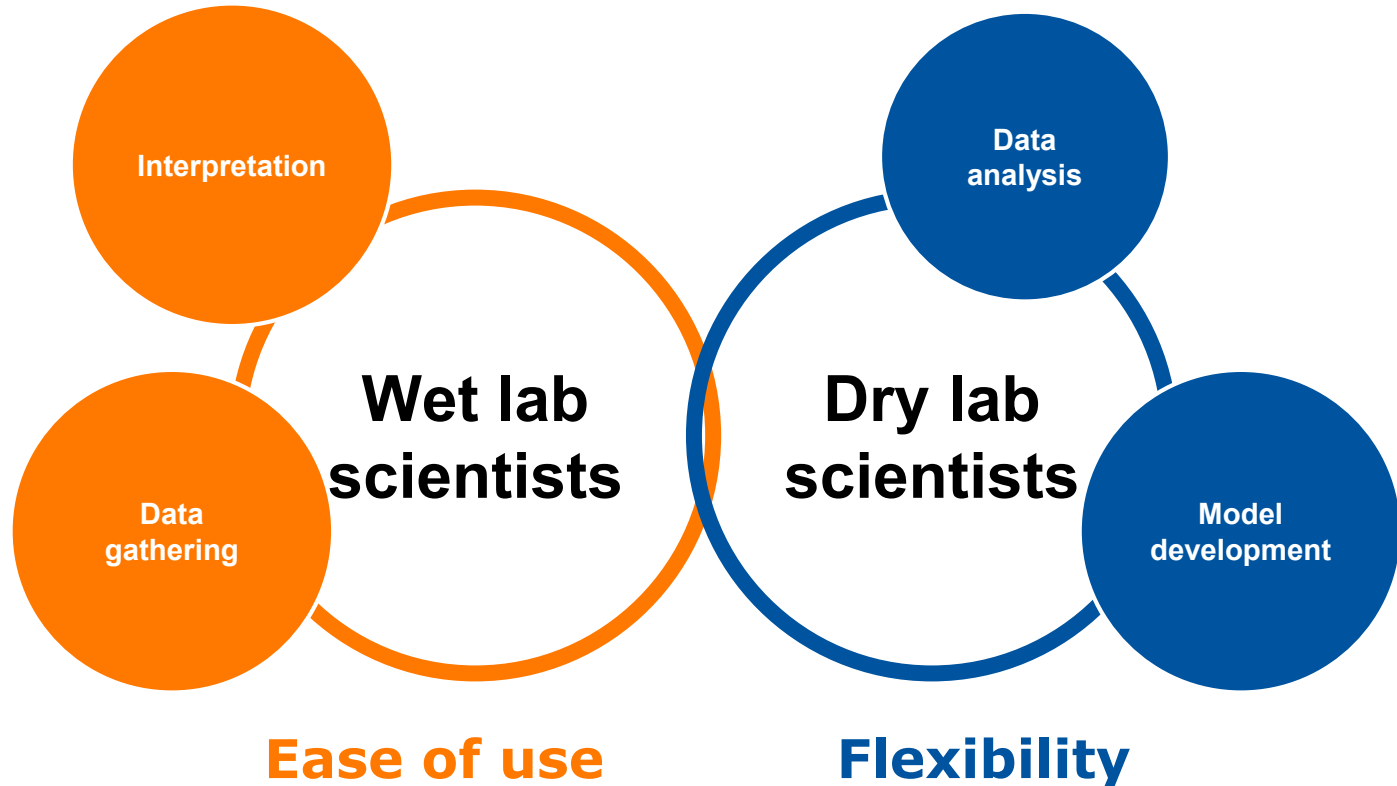 Interpretation
Data
gathering
Wet lab
scientists
Ease of use
Data
analysis
Dry lab
scientists
Model
development
Flexibility